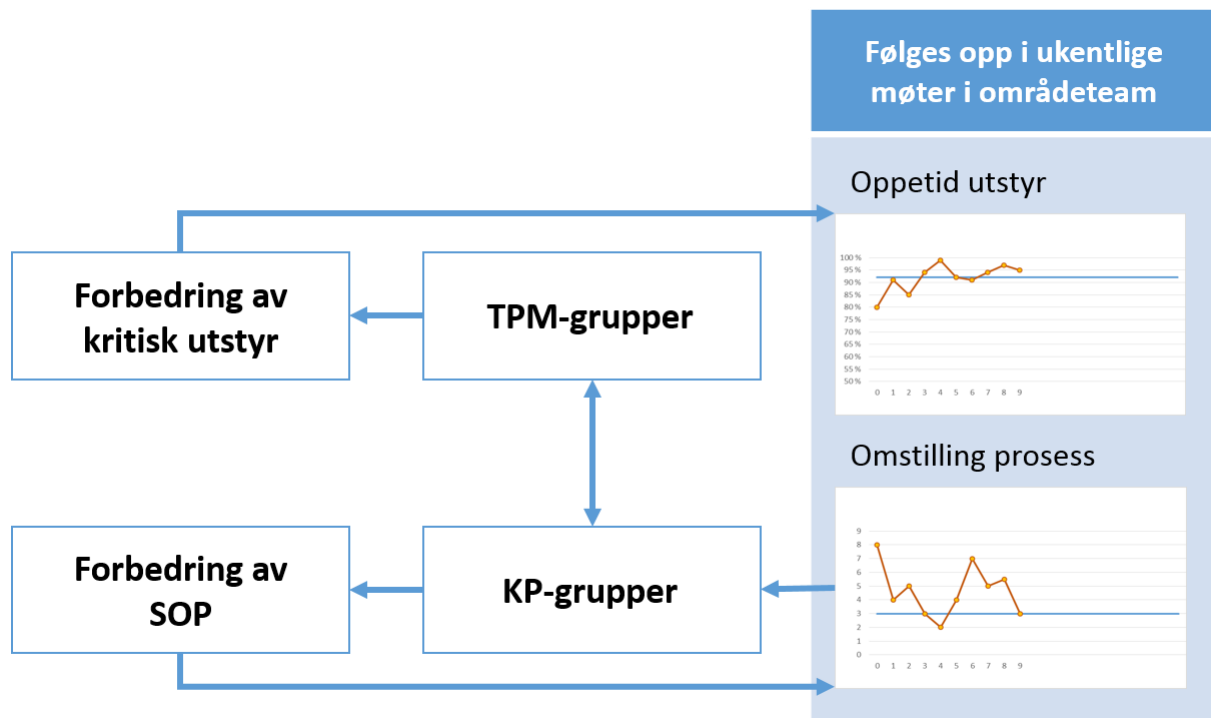 Følges opp i ukentlige
møter i områdeteam
Oppetid utstyr
Forbedring av
kritisk utstyr
TPM-grupper
100 %
95 %
90 %
85 %
80 %
75 %
70 %
65 %
60 %
55 %
50 %
0 1 2 3 4 5 6 7 8 9
Omstilling prosess
Forbedring av
SOP
KP-grupper
9
8
7
6
5
4
3
2
1
0
0 1 2 3 4 5 6 7 8 9